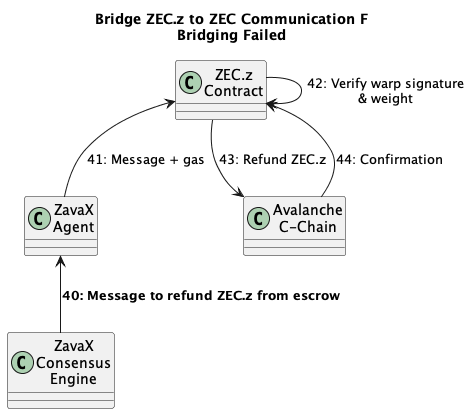 Bridge ZEC.z to ZEC Communication F
Bridging Failed
C
ZEC.z
Contract
42: Verify warp signature
& weight
41: Message + gas
43: Refund ZEC.z
44: Confirmation
C
ZavaX
Agent
C
Avalanche
C-Chain
40: Message to refund ZEC.z from escrow
C
ZavaX
Consensus
Engine